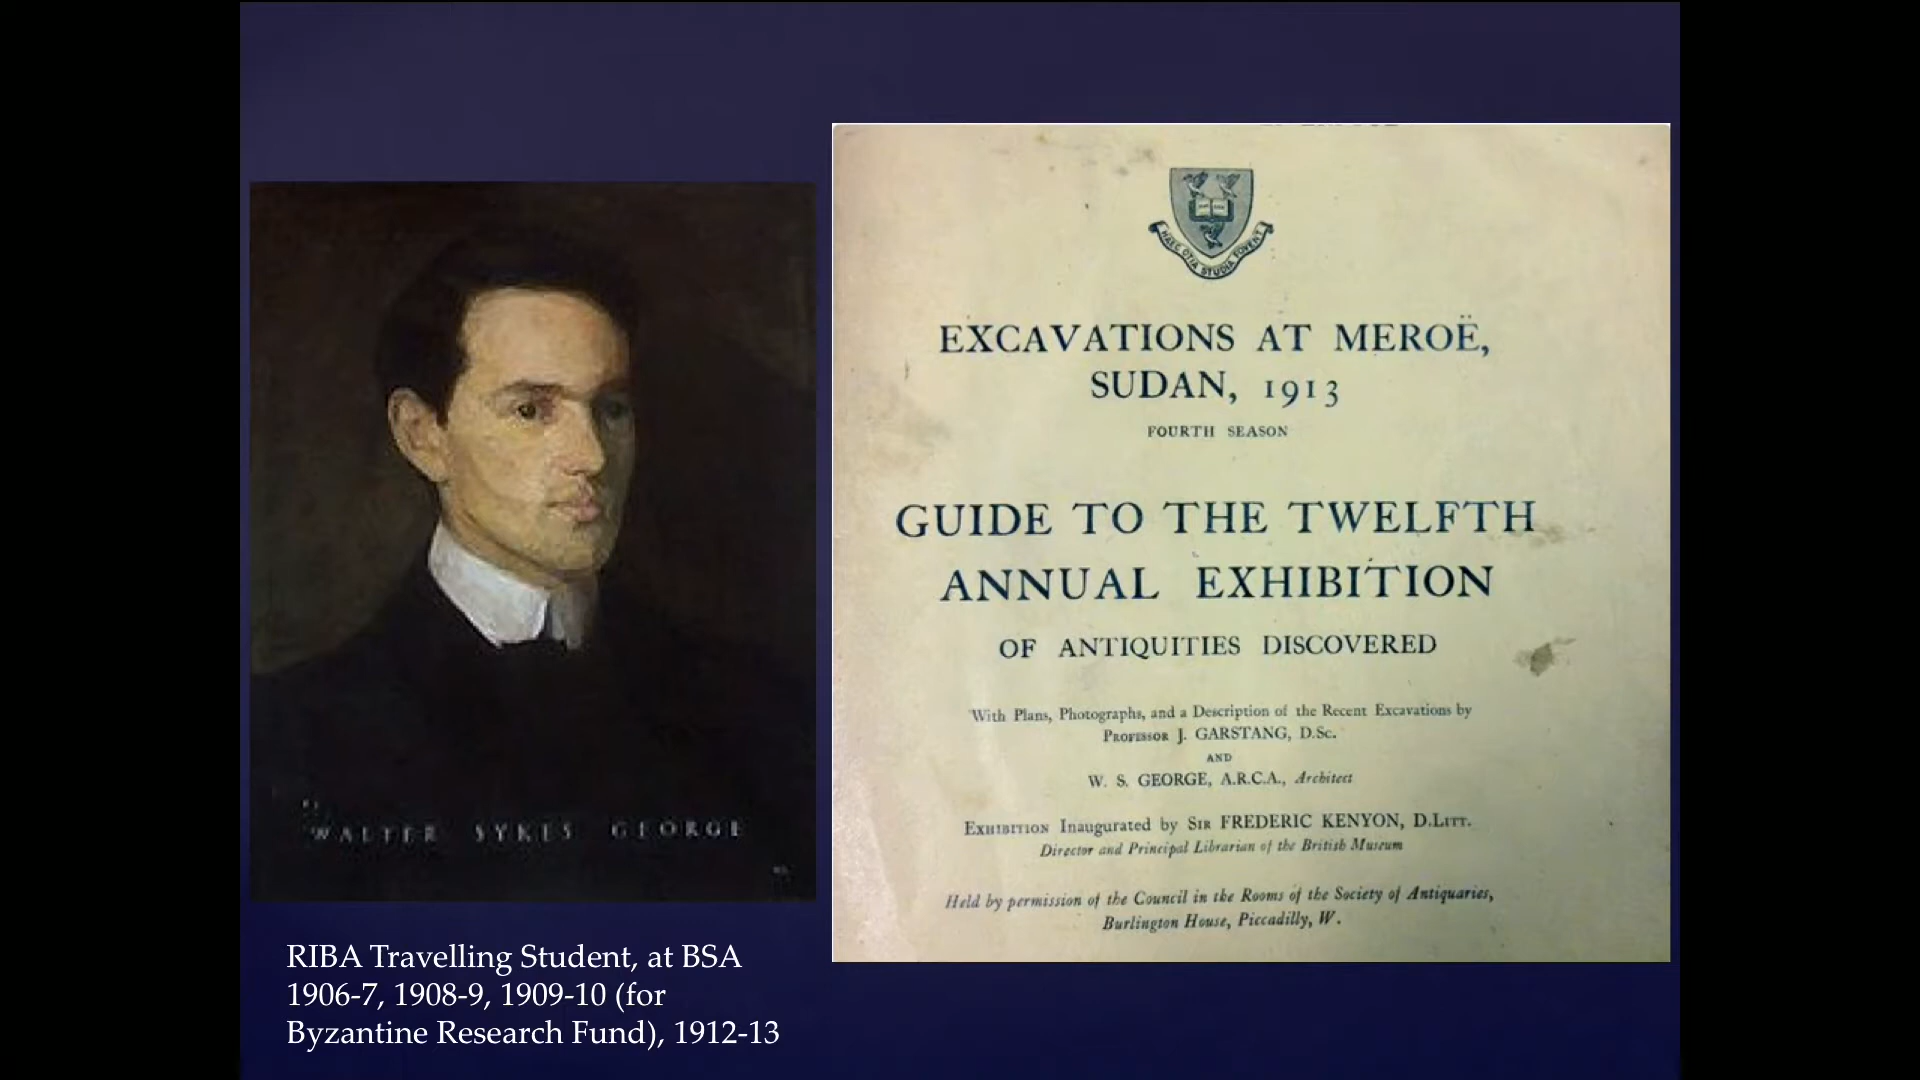 HAEC OTIA STUDIA FOVENT
EXCAVATIONS AT MEROË,
SUDAN, 1913
FOURTH SEASON
GUIDE TO THE TWELFTH
ANNUAL EXHIBITION
OF ANTIQUITIES DISCOVERED
With Plans, Photographs, and a Description of the Recent Excavations by
PROFESSOR J. GARSTANG, D.Sc.
AND
W. S. GEORGE, A.R.C.A., Architect
EXHIBITION Inaugurated by SIR FREDERIC KENYON, D.LITT.
Director and Principal Librarian of the British Museum
Held by permission of the Council in the Rooms of the Society of Antiquaries,
Burlington House, Piccadilly, W.
WALTER SYKES GEORGE
RIBA Travelling Student, at BSA
1906-7, 1908-9, 1909-10 (for
Byzantine Research Fund), 1912-13